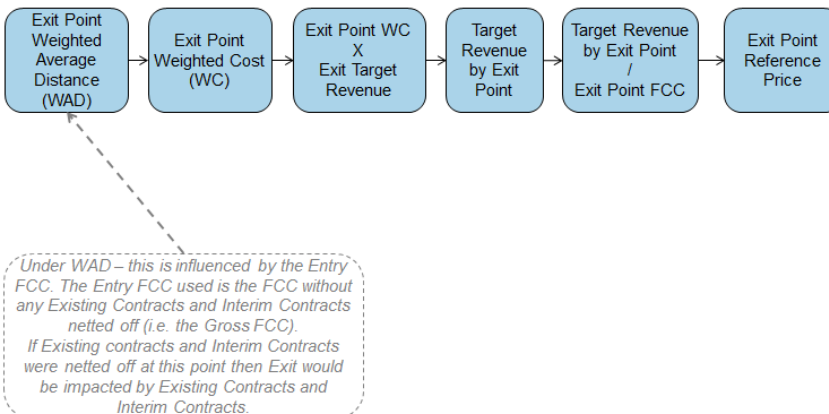 Exit Point
Weighted
Average
Distance
(WAD)
Exit Point
Weighted Cost
(WC)
Exit Point WC
X
Exit Target
Revenue
Target
Revenue
by Exit
Point
Target Revenue
by Exit Point
/
Exit Point FCC
Exit Point
Reference
Price
Under WAD – this is influenced by the Entry
FCC. The Entry FCC used is the FCC without
any Existing Contracts and Interim Contracts
netted off (i.e. the Gross FCC).
If Existing contracts and Interim Contracts
were netted off at this point then Exit would
be impacted by Existing Contracts and
Interim Contracts.